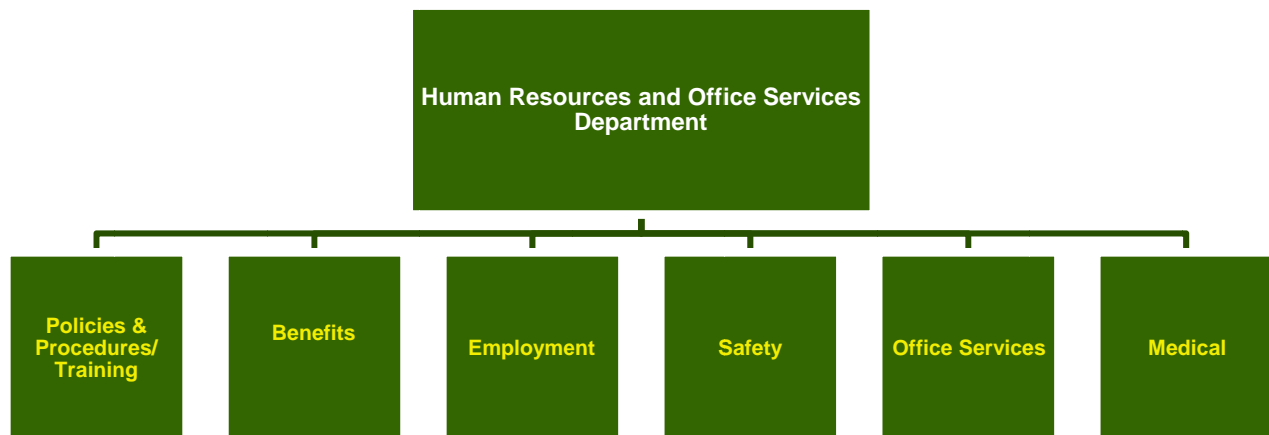 Human Resources and Office Services
Department
Policies &
Procedures/
Training
Benefits
Employment
Safety
Office Services
Medical